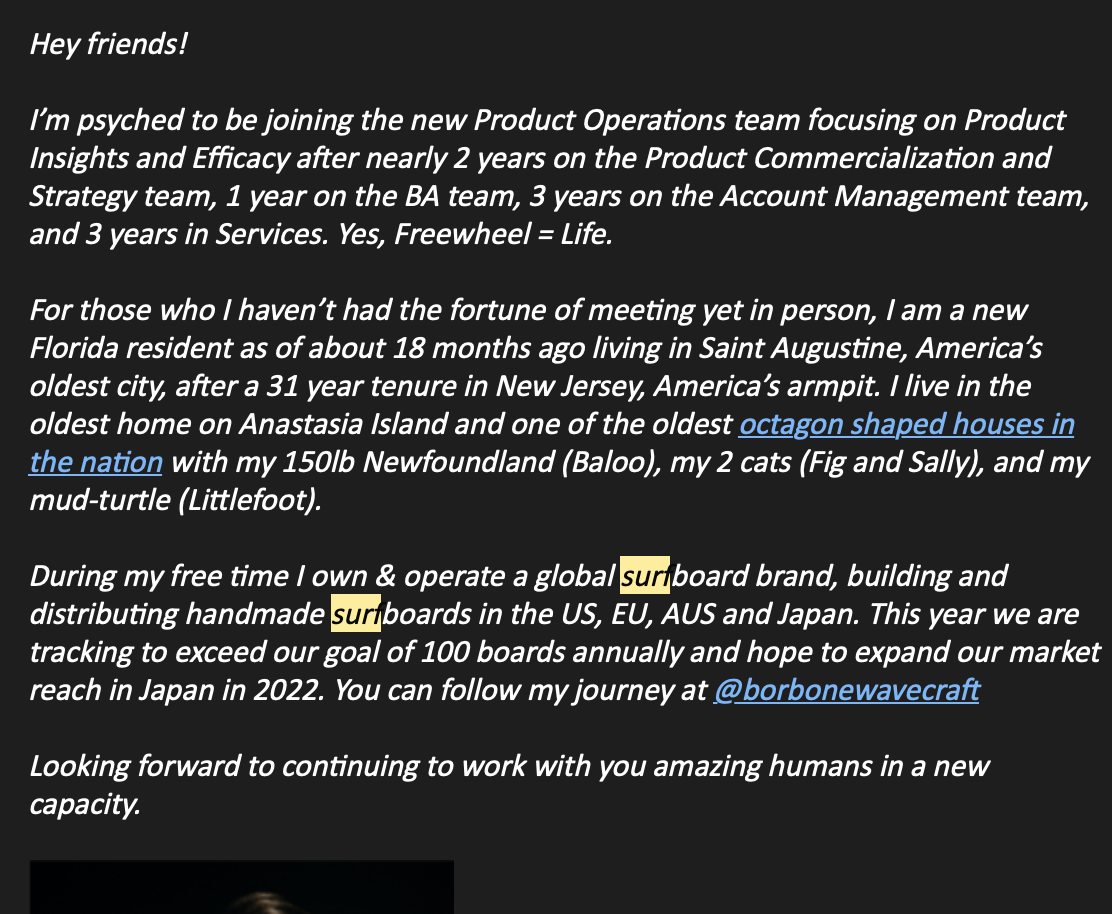 Hey friends!
I’m psyched to be joining the new Product Operations team focusing on Product
Insights and Efficacy after nearly 2 years on the Product Commercialization and
Strategy team, 1 year on the BA team, 3 years on the Account Management team,
and 3 years in Services. Yes, Freewheel = Life.
For those who I haven’t had the fortune of meeting yet in person, I am a new
Florida resident as of about 18 months ago living in Saint Augustine, America’s
oldest city, after a 31 year tenure in New Jersey, America’s armpit. I live in the
oldest home on Anastasia Island and one of the oldest octagon shaped houses in
the nation with my 150lb Newfoundland (Baloo), my 2 cats (Fig and Sally), and my
mud-turtle (Littlefoot).
During my free time I own & operate a global surfboard brand, building and
distributing handmade surfboards in the US, EU, AUS and Japan. This year we are
tracking to exceed our goal of 100 boards annually and hope to expand our market
reach in Japan in 2022. You can follow my journey at @borbonewavecraft
Looking forward to continuing to work with you amazing humans in a new
capacity.